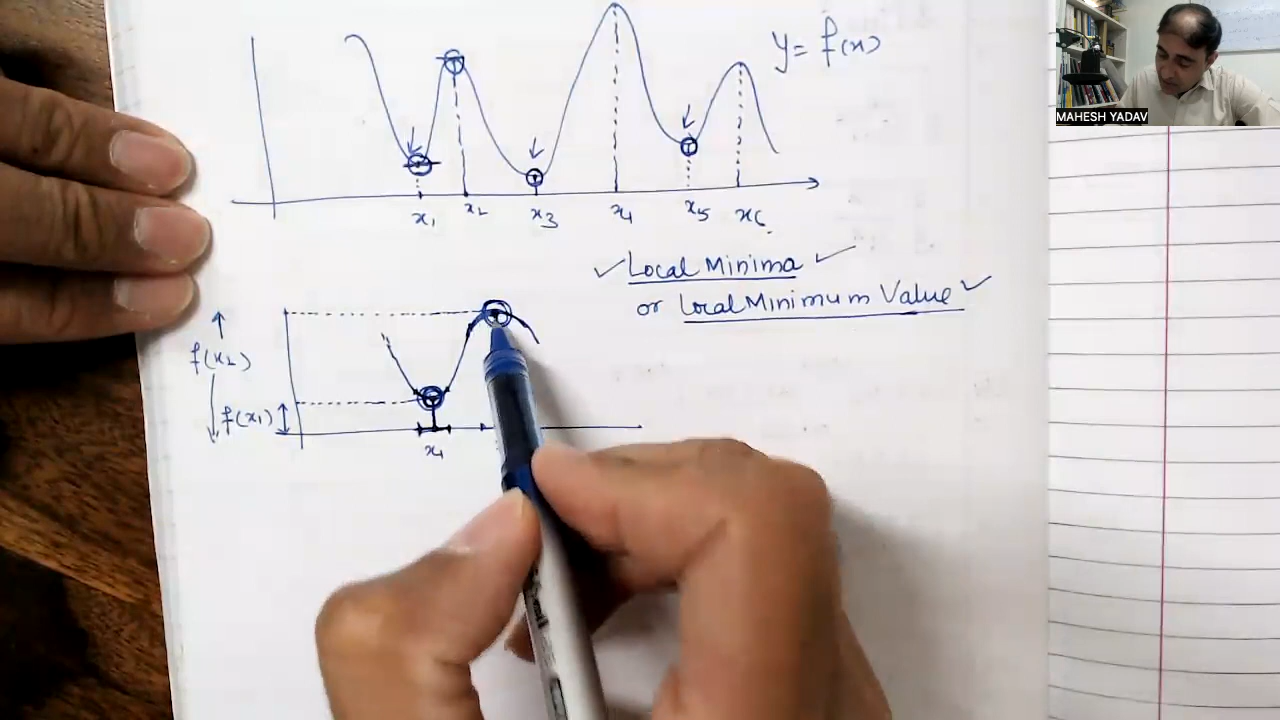 y = f(x)
MAHESH YADAV
x₁ x₂ x₃ x₄ x₅ x₆
✓ Local Minima ✓
or Local Minimum Value ✓
f(x₂)
f(x₁)
x₁